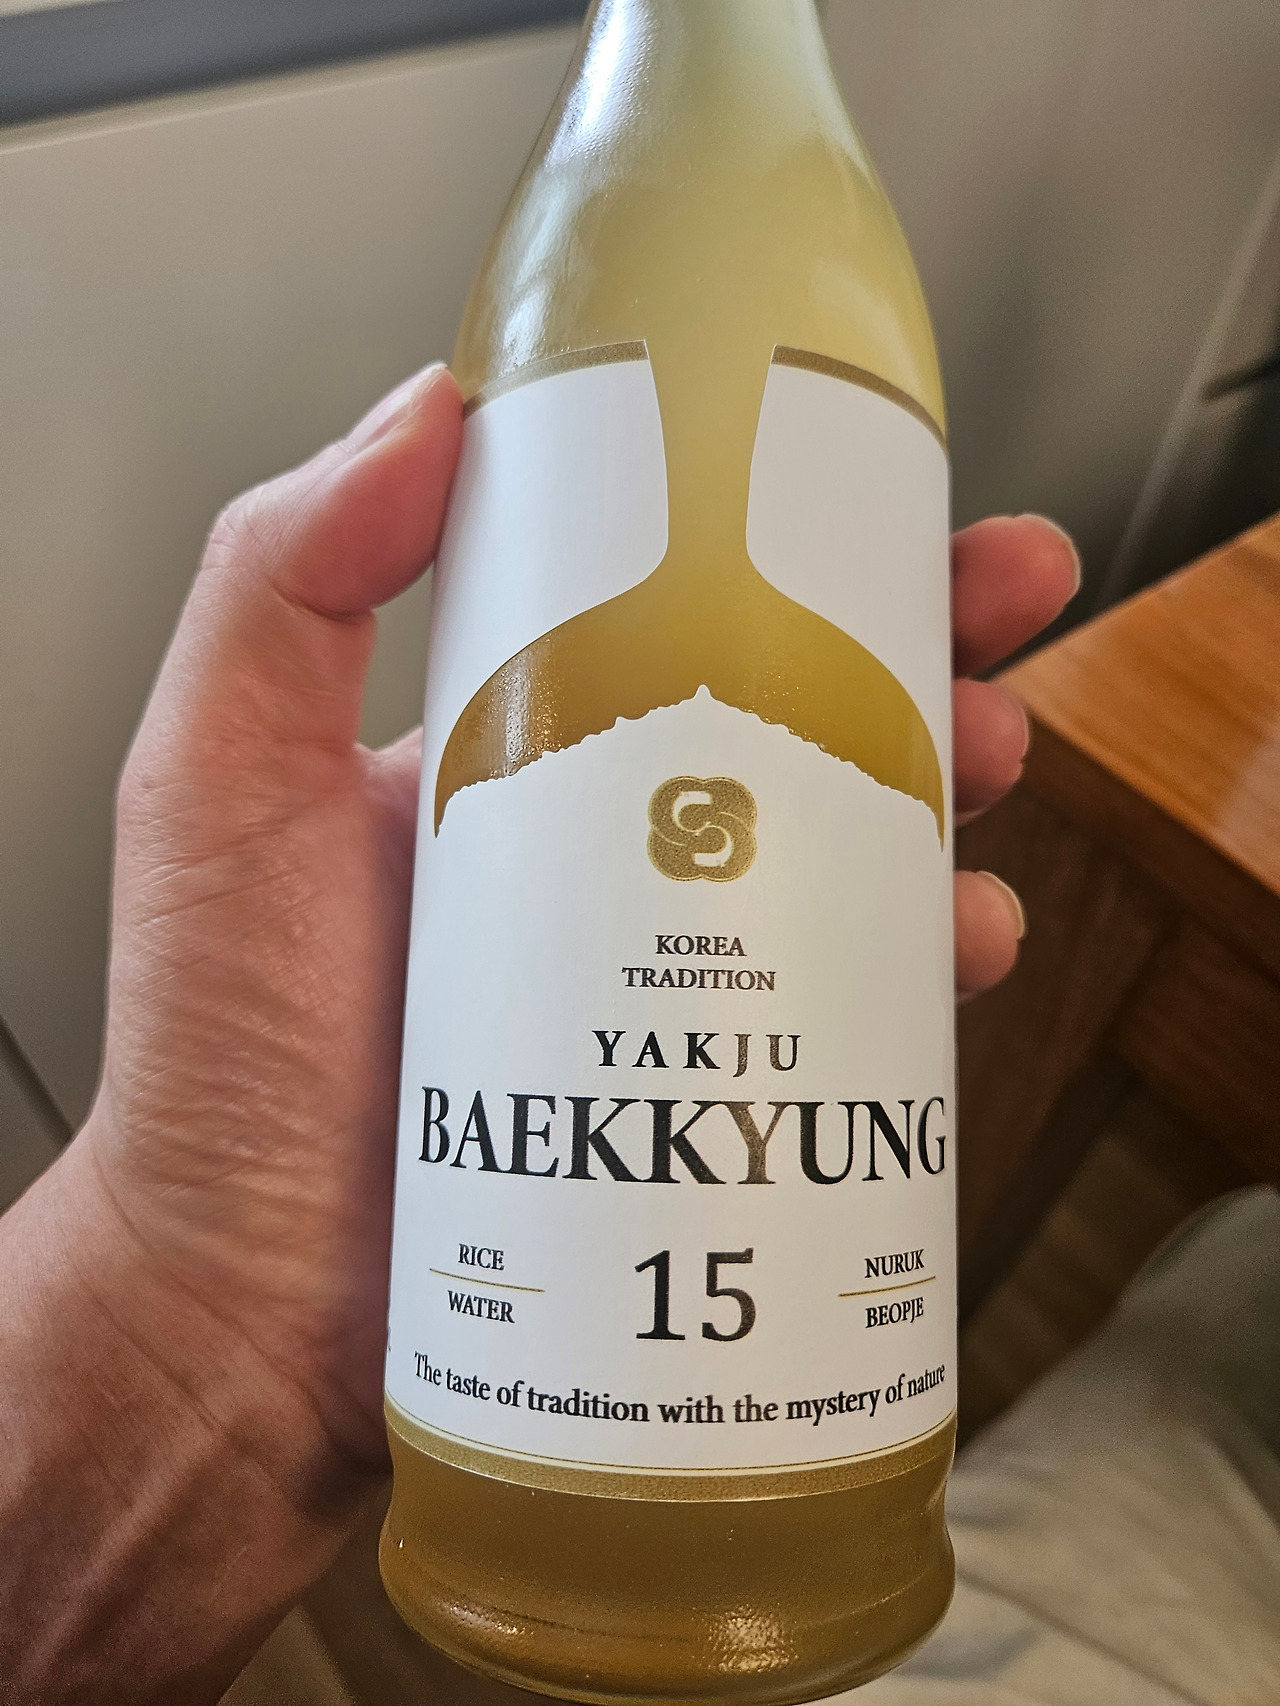 KOREA
TRADITION
YAKJU
BAEKKYUNG
RICE
WATER
15
NURUK
BEOPJE
The taste of tradition with the mystery of nature